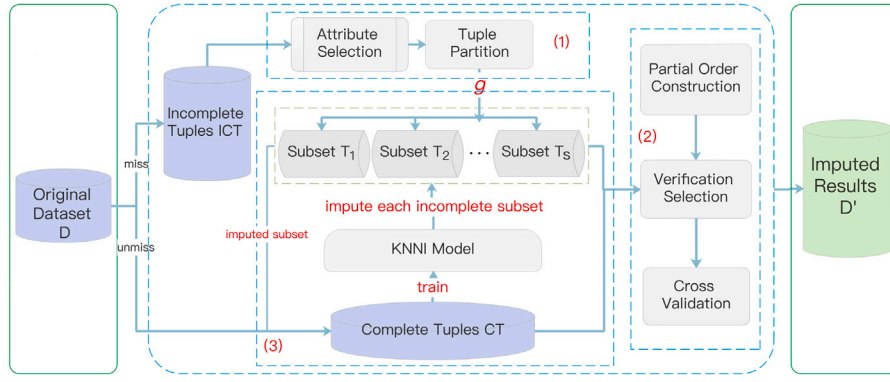 Original
Dataset
D
miss
unmiss
Incomplete
Tuples ICT
Attribute
Selection
Tuple
Partition
(1)
g
Subset T1
Subset T2
...
Subset TS
impute each incomplete subset
imputed subset
KNNI Model
train
Complete Tuples CT
(3)
Partial Order
Construction
(2)
Verification
Selection
Cross
Validation
Imputed
Results
D'